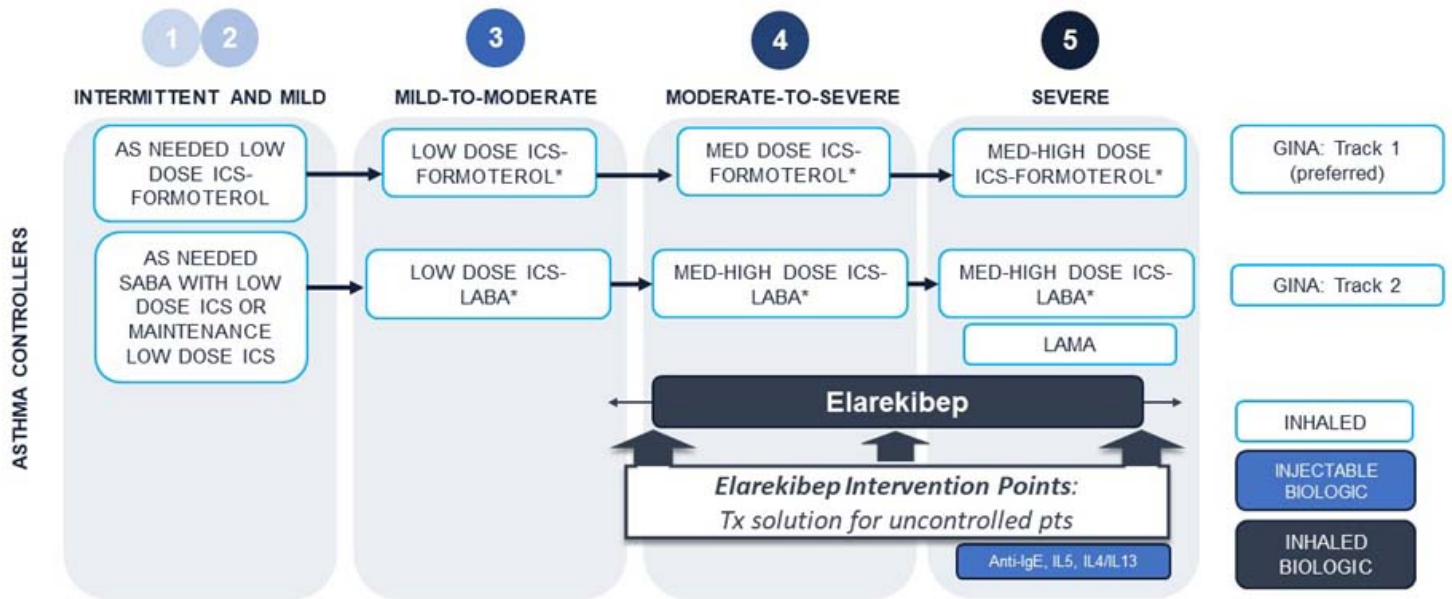 1
2
3
4
5
INTERMITTENT AND MILD
MILD-TO-MODERATE
MODERATE-TO-SEVERE
SEVERE
ASTHMA CONTROLLERS
AS NEEDED LOW
DOSE ICS-
FORMOTEROL
LOW DOSE ICS-
FORMOTEROL*
MED DOSE ICS-
FORMOTEROL*
MED-HIGH DOSE
ICS-FORMOTEROL*
GINA: Track 1
(preferred)
AS NEEDED
SABA WITH LOW
DOSE ICS OR
MAINTENANCE
LOW DOSE ICS
LOW DOSE ICS-
LABA*
MED-HIGH DOSE ICS-
LABA*
MED-HIGH DOSE ICS-
LABA*
GINA: Track 2
LAMA
Elarekibep
Elarekibep Intervention Points:
Tx solution for uncontrolled pts
Anti-IgE, IL5, IL4/IL13
INHALED
INJECTABLE
BIOLOGIC
INHALED
BIOLOGIC